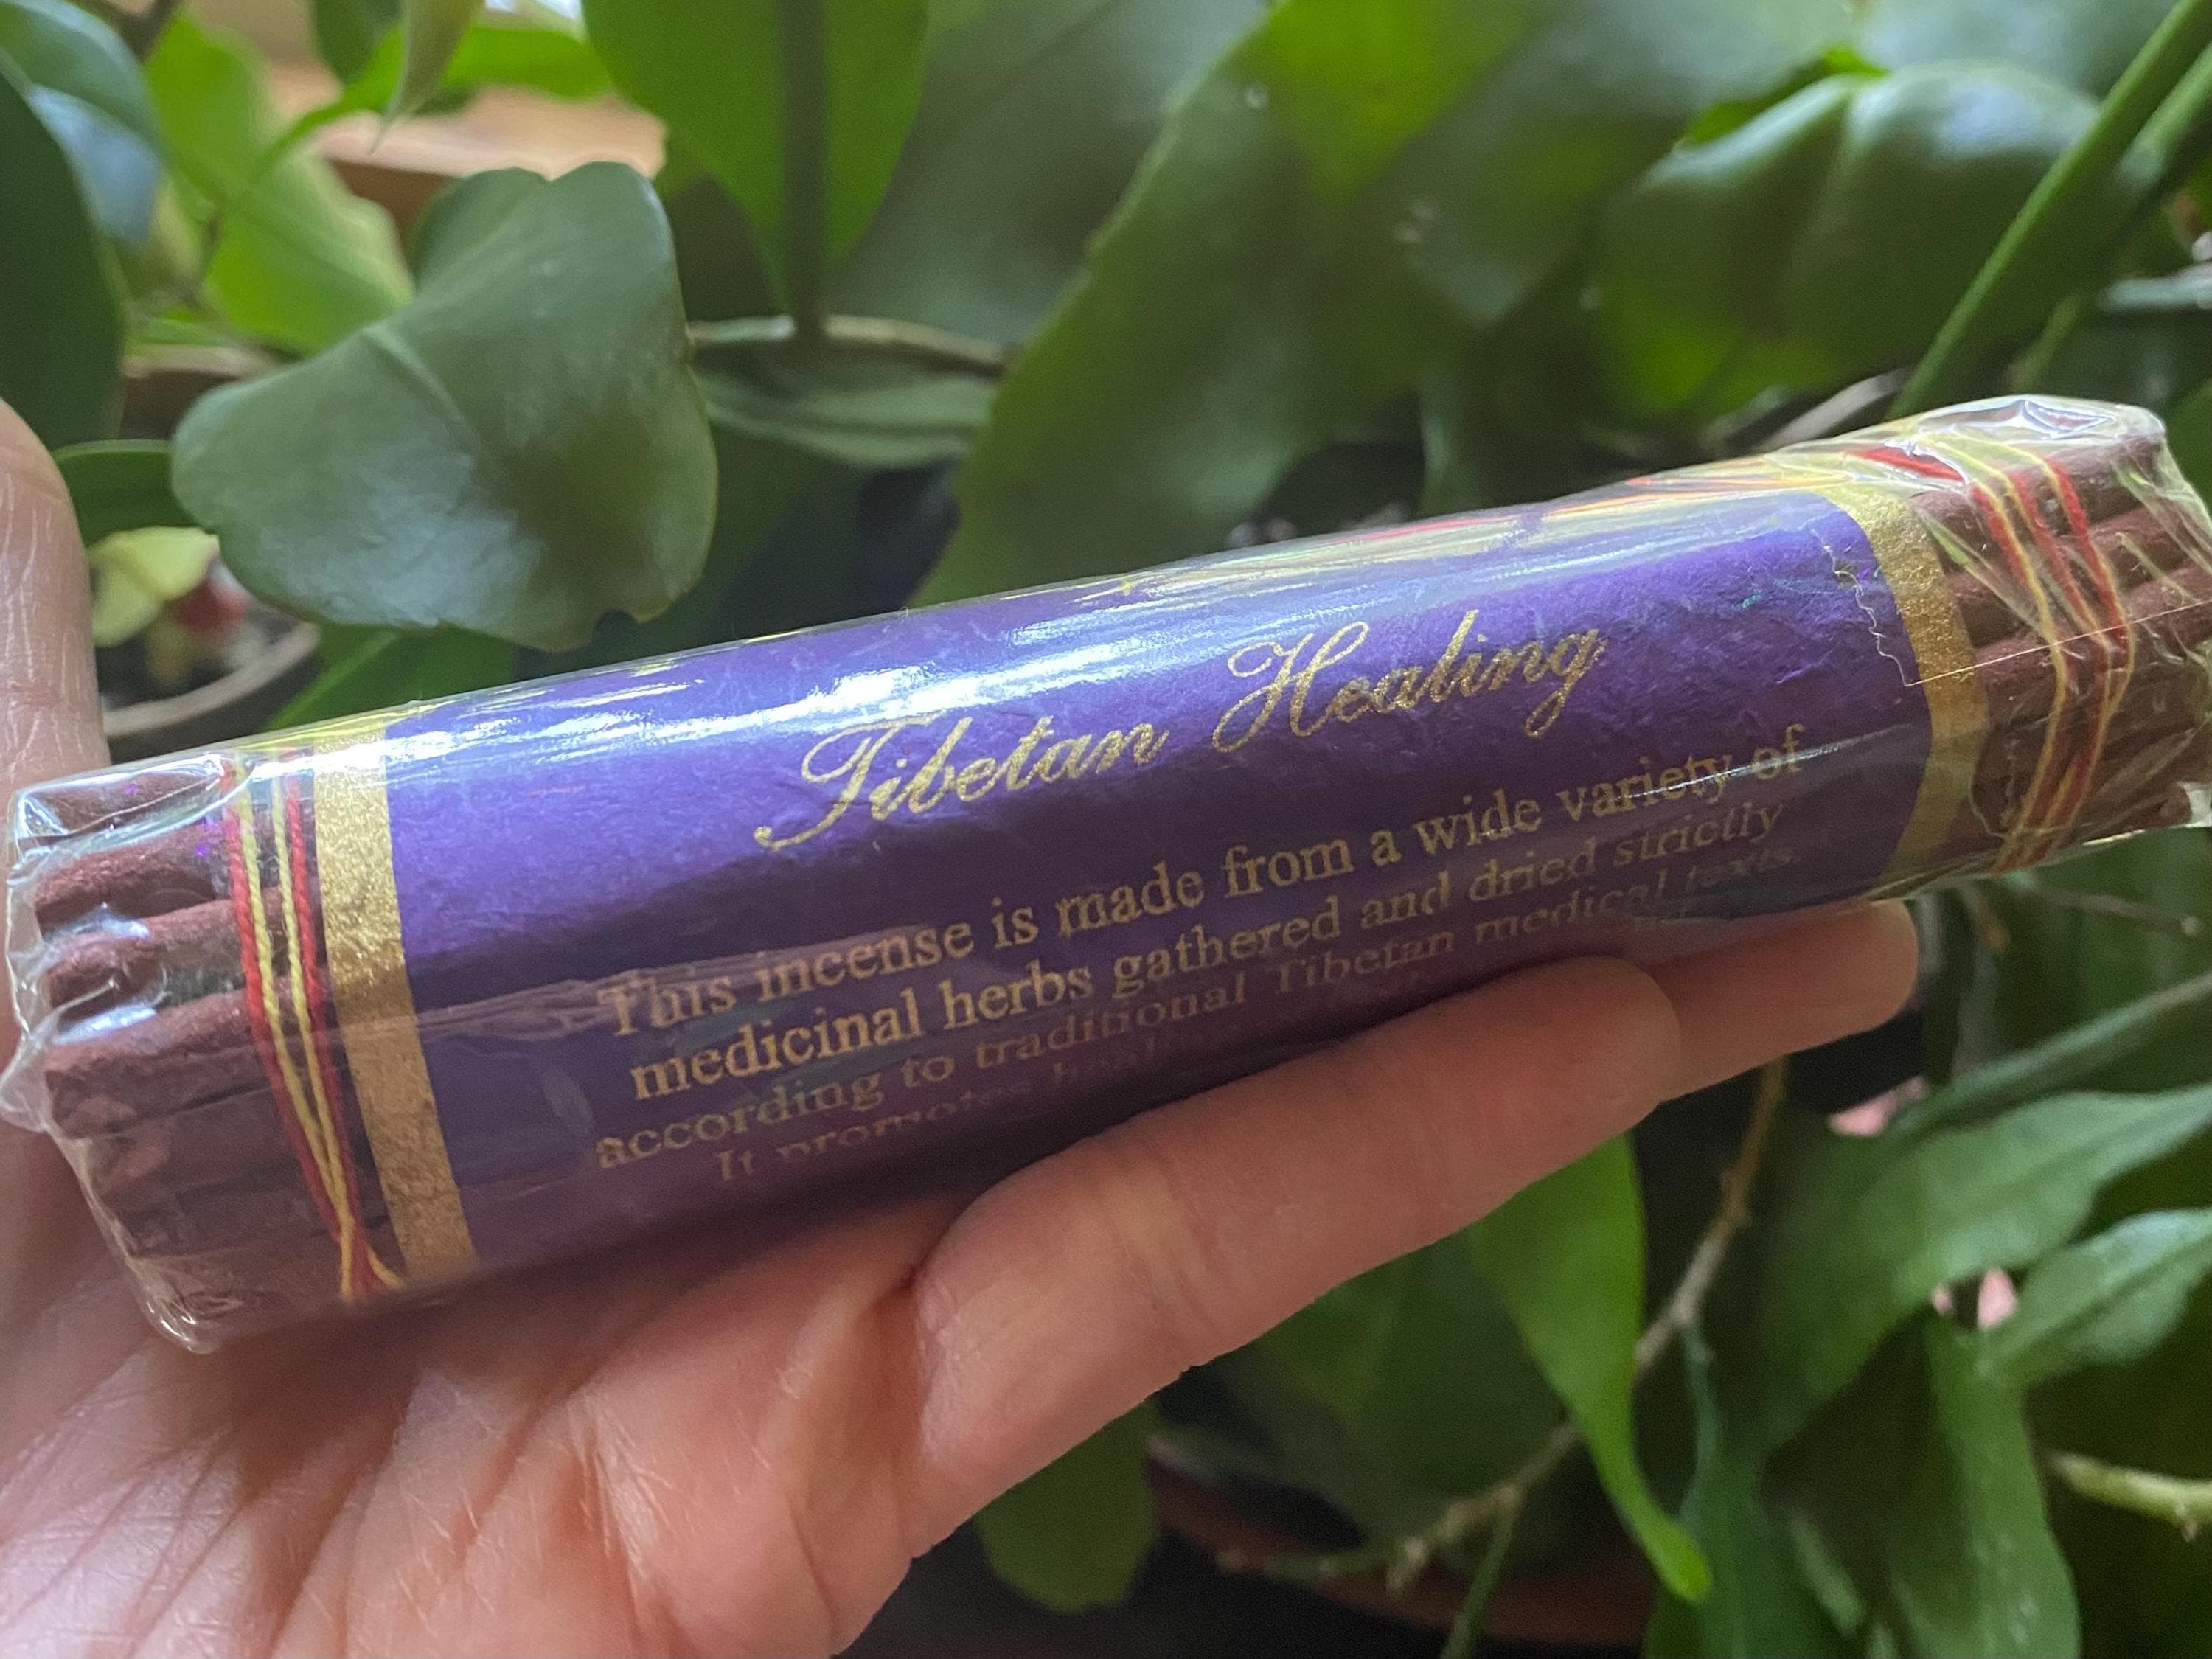 Tibetan Healing
This incense is made from a wide variety of
medicinal herbs gathered and dried strictly
according to traditional Tibetan medical texts.
It promotes healing